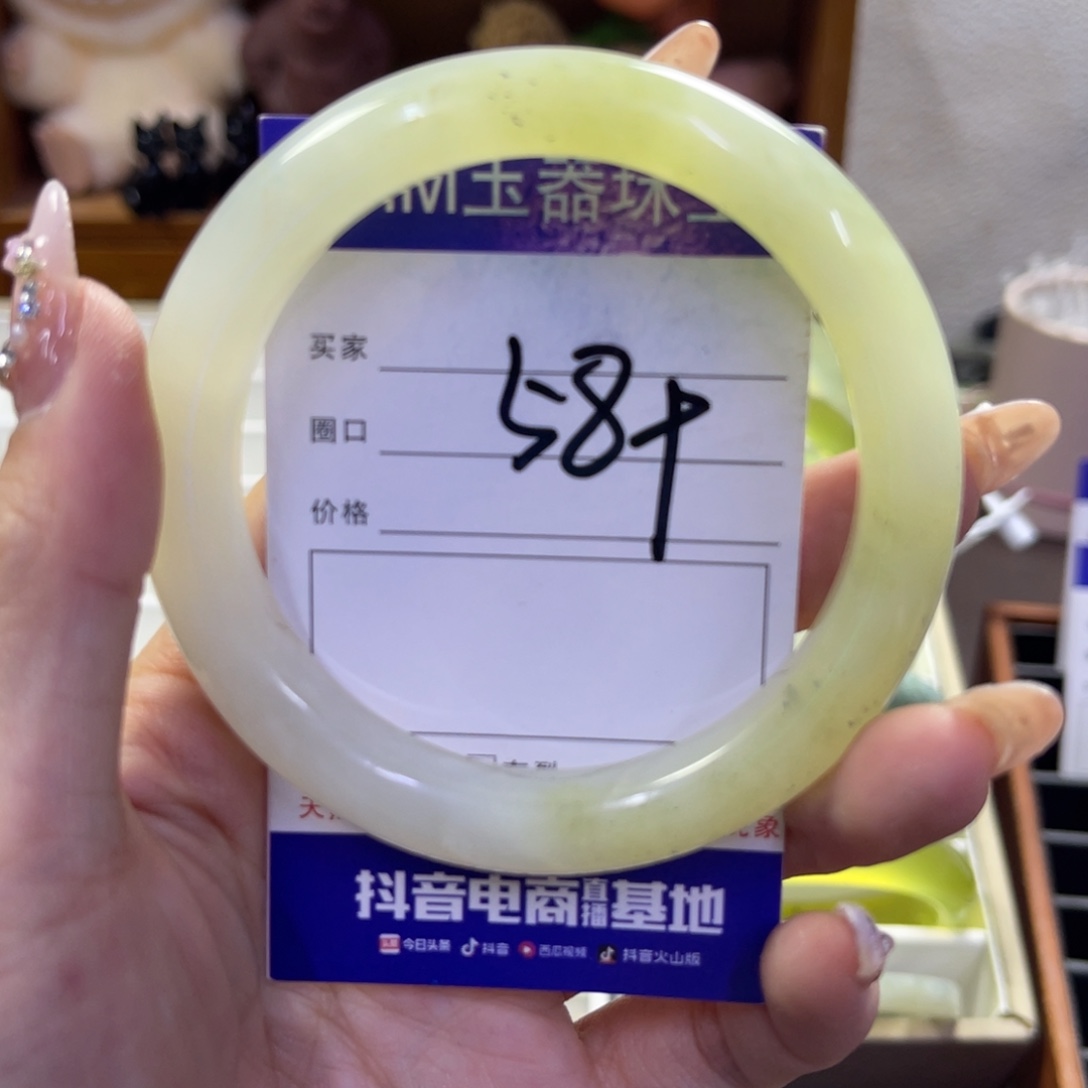 玉器珠
买家
圈口
价格
58+
抖音电商直播基地
今日头条 抖音 西瓜视频 抖音火山版